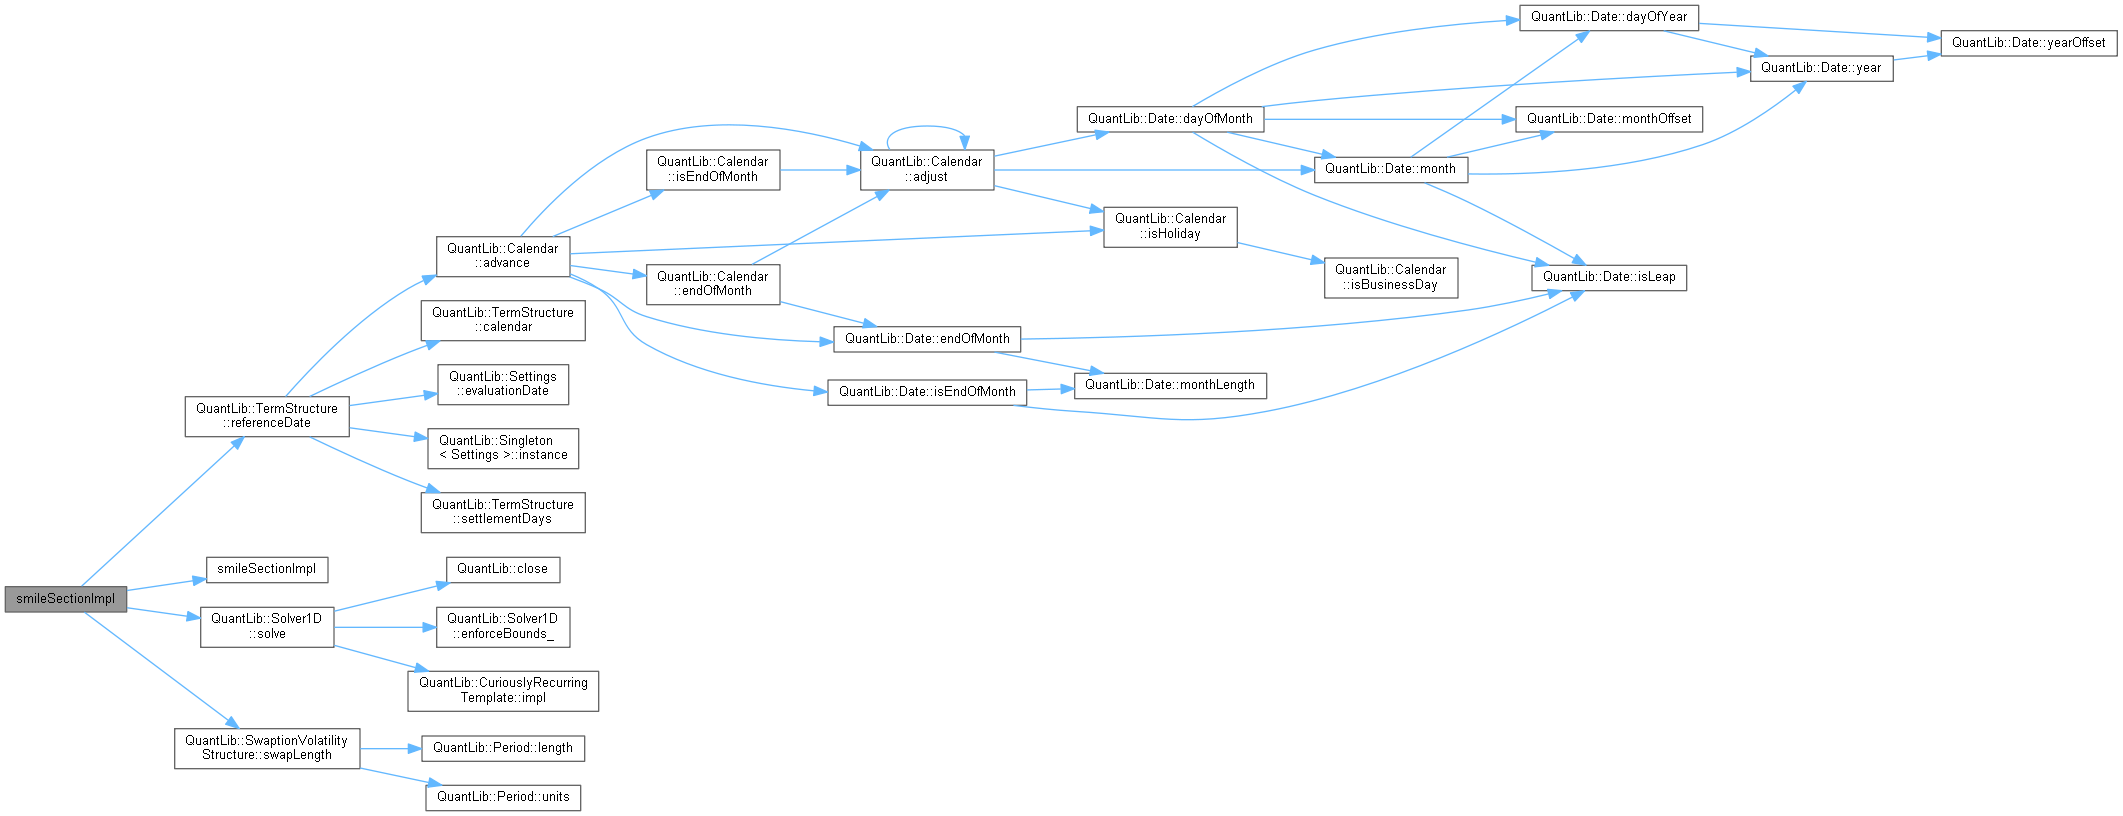 smileSectionImpl
QuantLib::TermStructure
::referenceDate
QuantLib::Calendar
::advance
QuantLib::Calendar
::isEndOfMonth
QuantLib::Calendar
::adjust
QuantLib::Date::dayOfMonth
QuantLib::Date::dayOfYear
QuantLib::Date::yearOffset
QuantLib::Date::year
QuantLib::Date::monthOffset
QuantLib::Date::month
QuantLib::Calendar
::isHoliday
QuantLib::Calendar
::isBusinessDay
QuantLib::Date::isLeap
QuantLib::Calendar
::endOfMonth
QuantLib::Date::endOfMonth
QuantLib::Date::monthLength
QuantLib::Date::isEndOfMonth
QuantLib::TermStructure
::calendar
QuantLib::Settings
::evaluationDate
QuantLib::Singleton
< Settings >::instance
QuantLib::TermStructure
::settlementDays
smileSectionImpl
QuantLib::Solver1D
::solve
QuantLib::close
QuantLib::Solver1D
::enforceBounds_
QuantLib::CuriouslyRecurring
Template::impl
QuantLib::SwaptionVolatility
Structure::swapLength
QuantLib::Period::length
QuantLib::Period::units